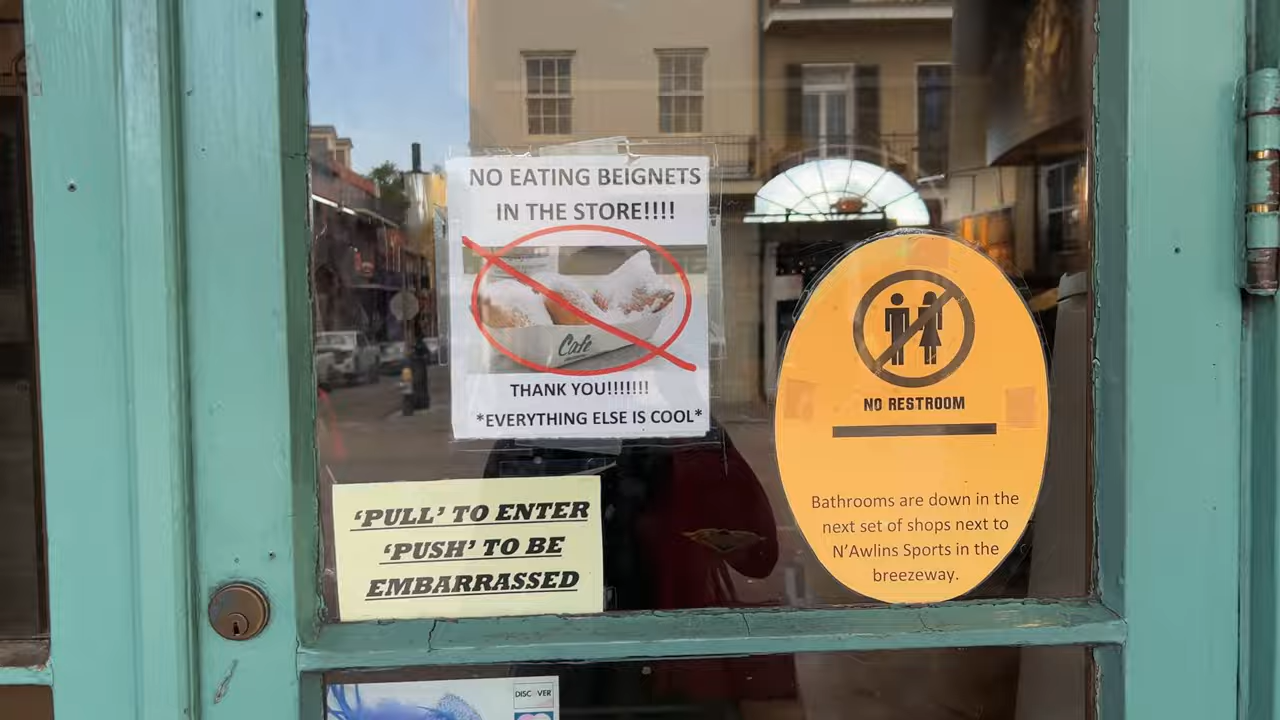 NO EATING BEIGNETS
IN THE STORE!!!!
Cafe
THANK YOU!!!!!!!
*EVERYTHING ELSE IS COOL*
NO RESTROOM
Bathrooms are down in the
next set of shops next to
N'Awlins Sports in the
breezeway.
‘PULL’ TO ENTER
‘PUSH’ TO BE
EMBARRASSED
DISCOVER